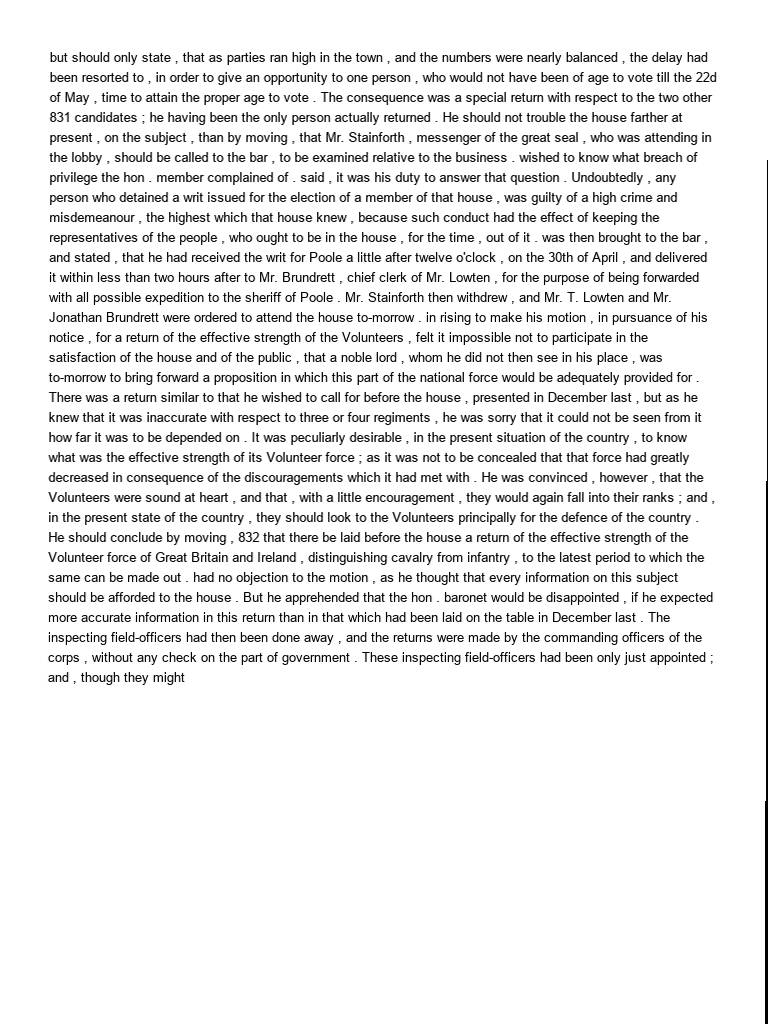 but should only state , that as parties ran high in the town , and the numbers were nearly balanced , the delay had
been resorted to , in order to give an opportunity to one person , who would not have been of age to vote till the 22d
of May , time to attain the proper age to vote . The consequence was a special return with respect to the two other
831 candidates ; he having been the only person actually returned . He should not trouble the house farther at
present , on the subject , than by moving , that Mr. Stainforth , messenger of the great seal , who was attending in
the lobby , should be called to the bar , to be examined relative to the business . wished to know what breach of
privilege the hon . member complained of . said , it was his duty to answer that question . Undoubtedly , any
person who detained a writ issued for the election of a member of that house , was guilty of a high crime and
misdemeanour , the highest which that house knew , because such conduct had the effect of keeping the
representatives of the people , who ought to be in the house , for the time , out of it . was then brought to the bar ,
and stated , that he had received the writ for Poole a little after twelve o'clock , on the 30th of April , and delivered
it within less than two hours after to Mr. Brundrett , chief clerk of Mr. Lowten , for the purpose of being forwarded
with all possible expedition to the sheriff of Poole . Mr. Stainforth then withdrew , and Mr. T. Lowten and Mr.
Jonathan Brundrett were ordered to attend the house to-morrow . in rising to make his motion , in pursuance of his
notice , for a return of the effective strength of the Volunteers , felt it impossible not to participate in the
satisfaction of the house and of the public , that a noble lord , whom he did not then see in his place , was
to-morrow to bring forward a proposition in which this part of the national force would be adequately provided for .
There was a return similar to that he wished to call for before the house , presented in December last , but as he
knew that it was inaccurate with respect to three or four regiments , he was sorry that it could not be seen from it
how far it was to be depended on . It was peculiarly desirable , in the present situation of the country , to know
what was the effective strength of its Volunteer force ; as it was not to be concealed that that force had greatly
decreased in consequence of the discouragements which it had met with . He was convinced , however , that the
Volunteers were sound at heart , and that , with a little encouragement , they would again fall into their ranks ; and ,
in the present state of the country , they should look to the Volunteers principally for the defence of the country .
He should conclude by moving , 832 that there be laid before the house a return of the effective strength of the
Volunteer force of Great Britain and Ireland , distinguishing cavalry from infantry , to the latest period to which the
same can be made out . had no objection to the motion , as he thought that every information on this subject
should be afforded to the house . But he apprehended that the hon . baronet would be disappointed , if he expected
more accurate information in this return than in that which had been laid on the table in December last . The
inspecting field-officers had then been done away , and the returns were made by the commanding officers of the
corps , without any check on the part of government . These inspecting field-officers had been only just appointed ;
and , though they might